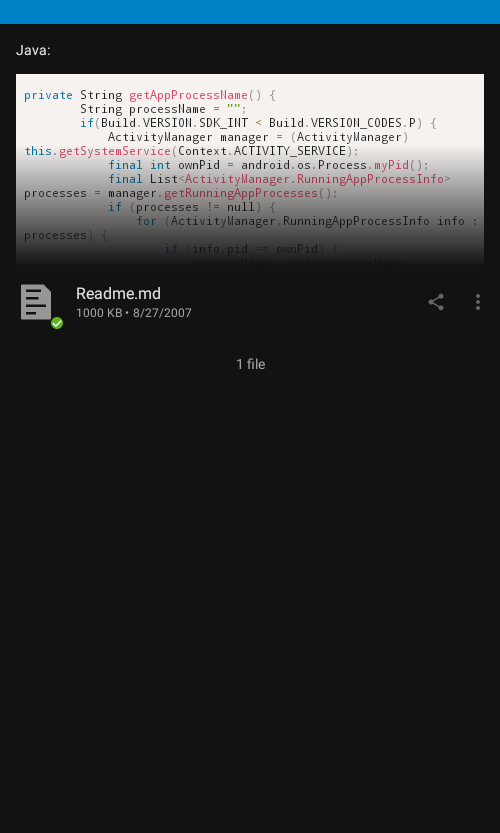 Java:
private String getAppProcessName() {
String processName = "";
if(Build.VERSION.SDK_INT < Build.VERSION_CODES.P) {
ActivityManager manager = (ActivityManager)
this.getSystemService(Context.ACTIVITY_SERVICE);
final int ownPid = android.os.Process.myPid();
final List<ActivityManager.RunningAppProcessInfo>
processes = manager.getRunningAppProcesses();
if (processes != null) {
for (ActivityManager.RunningAppProcessInfo info :
processes) {
if (info.pid == ownPid) {
Readme.md
1000 KB • 8/27/2007
1 file